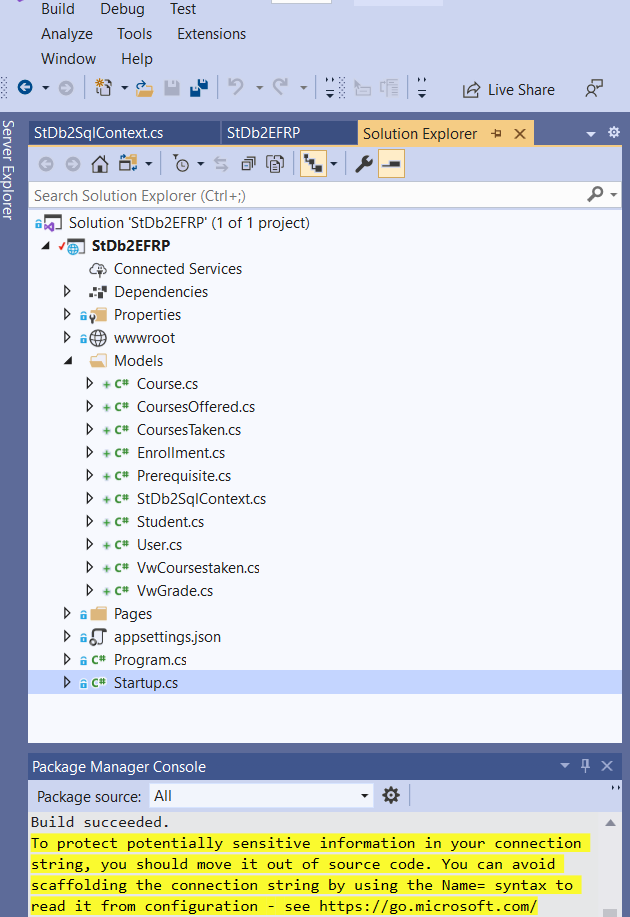 Build Debug Test
Analyze Tools Extensions
Window Help
Live Share
Server Explorer
StDb2SqlContext.cs StDb2EFRP Solution Explorer
Search Solution Explorer (Ctrl+;)
Solution 'StDb2EFRP' (1 of 1 project)
StDb2EFRP
Connected Services
Dependencies
Properties
wwwroot
Models
C# Course.cs
C# CoursesOffered.cs
C# CoursesTaken.cs
C# Enrollment.cs
C# Prerequisite.cs
C# StDb2SqlContext.cs
C# Student.cs
C# User.cs
C# VwCoursestaken.cs
C# VwGrade.cs
Pages
appsettings.json
C# Program.cs
C# Startup.cs
Package Manager Console
Package source: All
Build succeeded.
To protect potentially sensitive information in your connection
string, you should move it out of source code. You can avoid
scaffolding the connection string by using the Name= syntax to
read it from configuration - see https://go.microsoft.com/